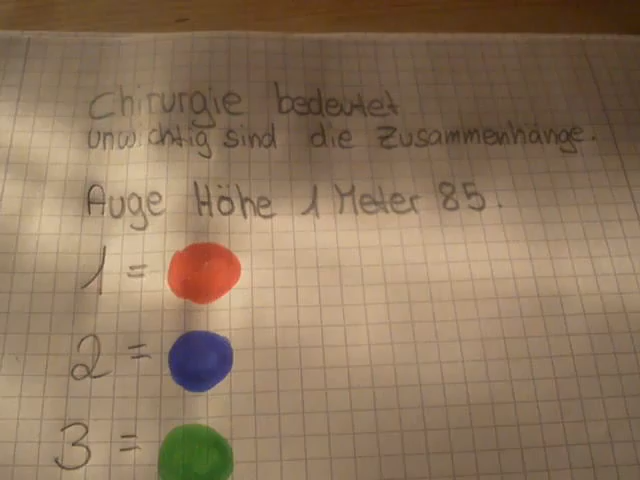 Chirurgie bedeutet
unwichtig sind die Zusammenhänge.
Auge Höhe 1 Meter 85.
1 =
2 =
3 =